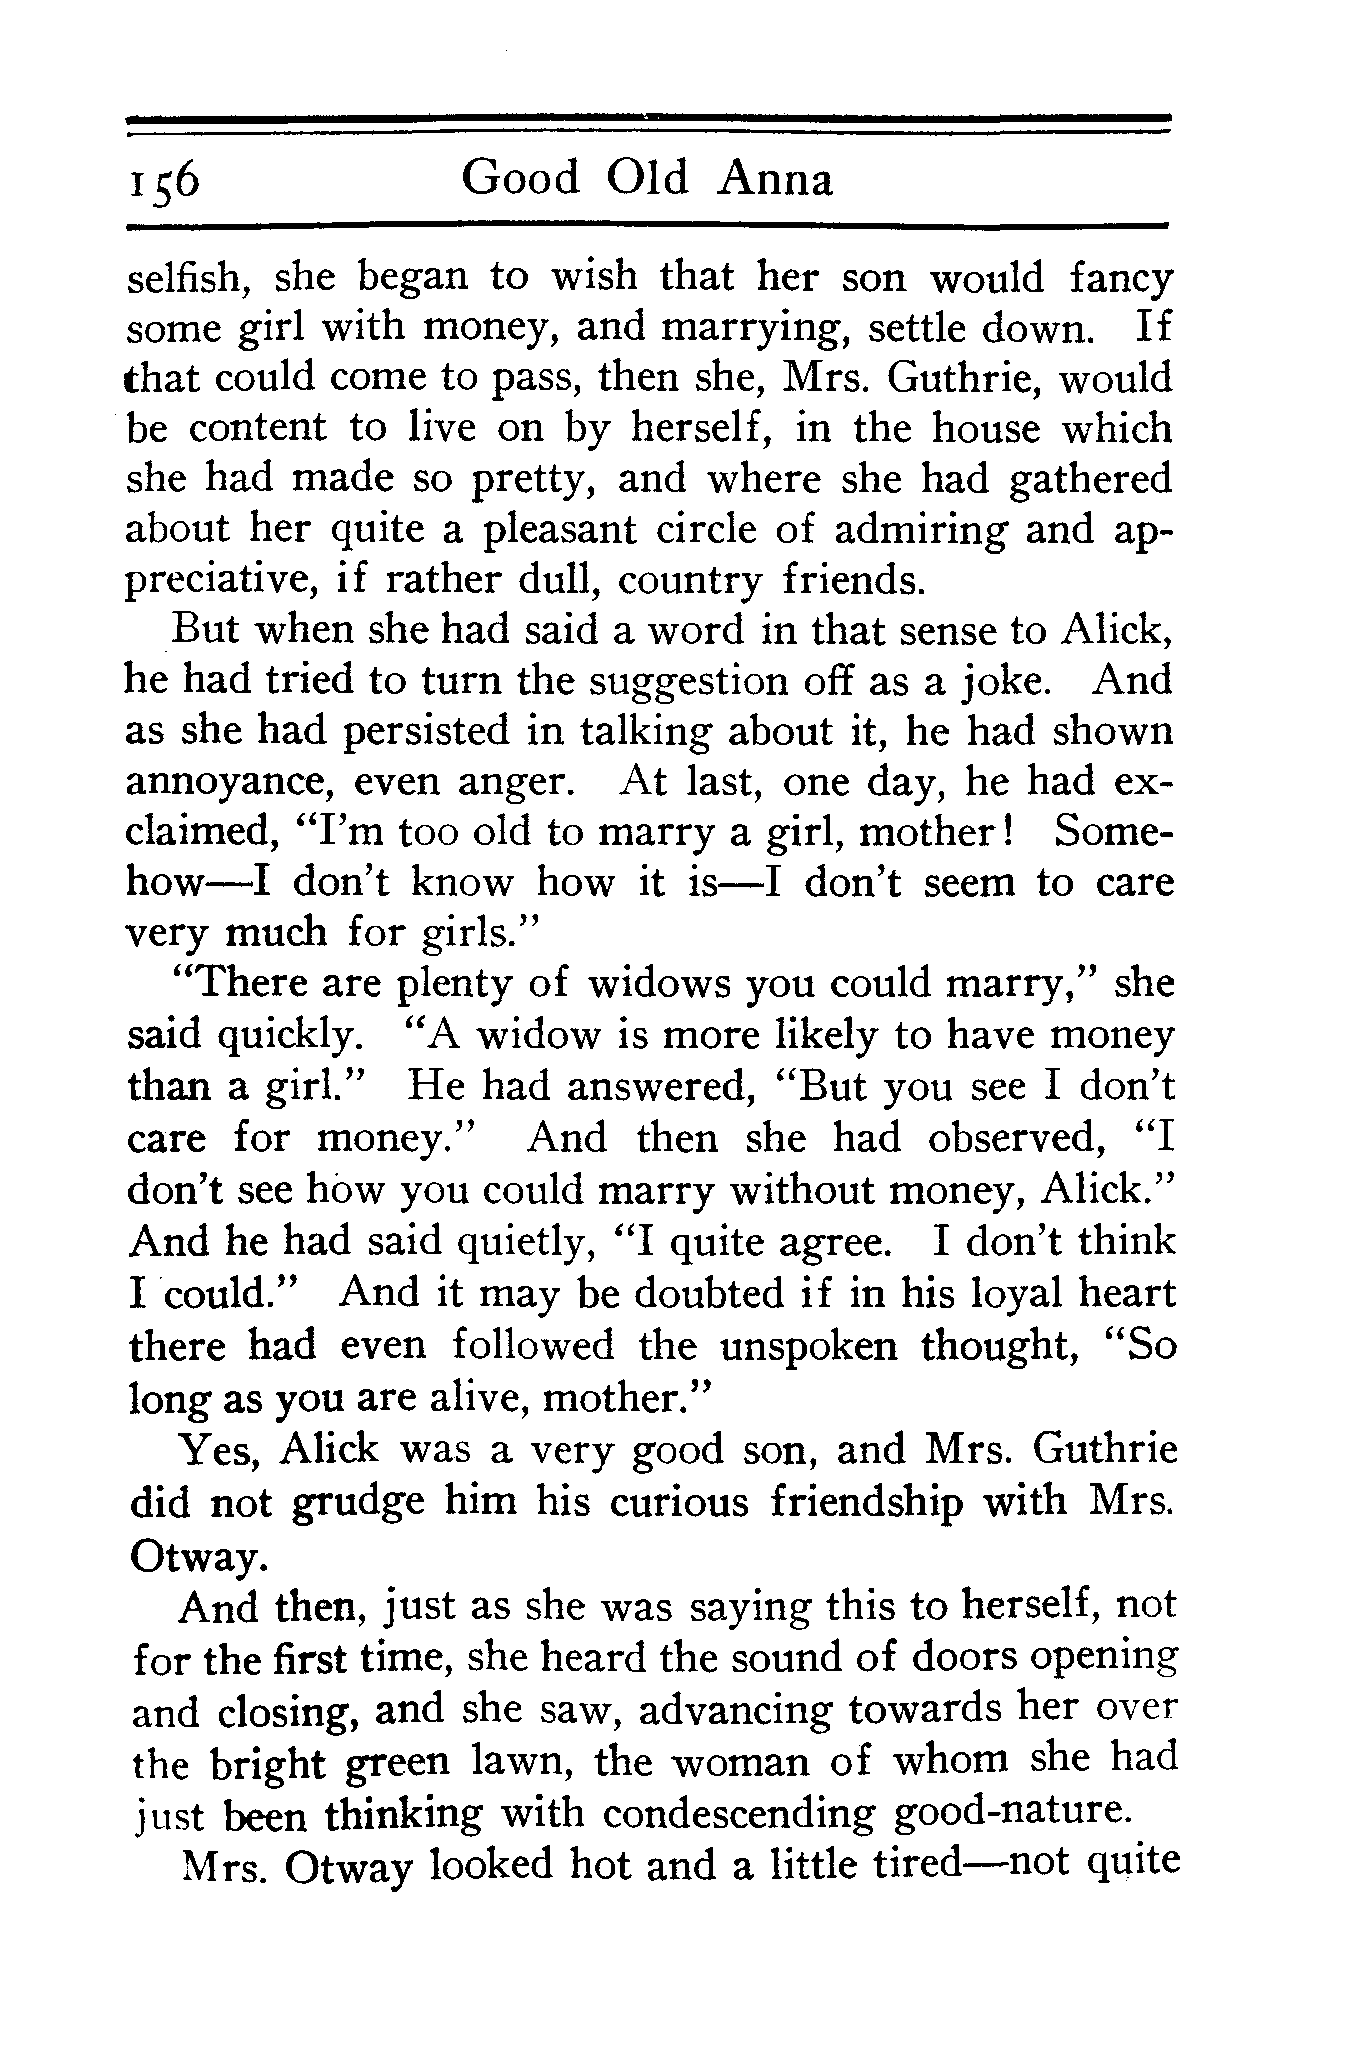 156 Good Old Anna
selfish, she began to wish that her son would fancy
some girl with money, and marrying, settle down. If
that could come to pass, then she, Mrs. Guthrie, would
be content to live on by herself, in the house which
she had made so pretty, and where she had gathered
about her quite a pleasant circle of admiring and ap-
preciative, if rather dull, country friends.
But when she had said a word in that sense to Alick,
he had tried to turn the suggestion off as a joke. And
as she had persisted in talking about it, he had shown
annoyance, even anger. At last, one day, he had ex-
claimed, “I’m too old to marry a girl, mother! Some-
how—I don’t know how it is—I don’t seem to care
very much for girls.”
“There are plenty of widows you could marry,” she
said quickly. “A widow is more likely to have money
than a girl.” He had answered, “But you see I don’t
care for money.” And then she had observed, “I
don’t see how you could marry without money, Alick.”
And he had said quietly, “I quite agree. I don’t think
I could.” And it may be doubted if in his loyal heart
there had even followed the unspoken thought, “So
long as you are alive, mother.”
Yes, Alick was a very good son, and Mrs. Guthrie
did not grudge him his curious friendship with Mrs.
Otway.
And then, just as she was saying this to herself, not
for the first time, she heard the sound of doors opening
and closing, and she saw, advancing towards her over
the bright green lawn, the woman of whom she had
just been thinking with condescending good-nature.
Mrs. Otway looked hot and a little tired—not quite